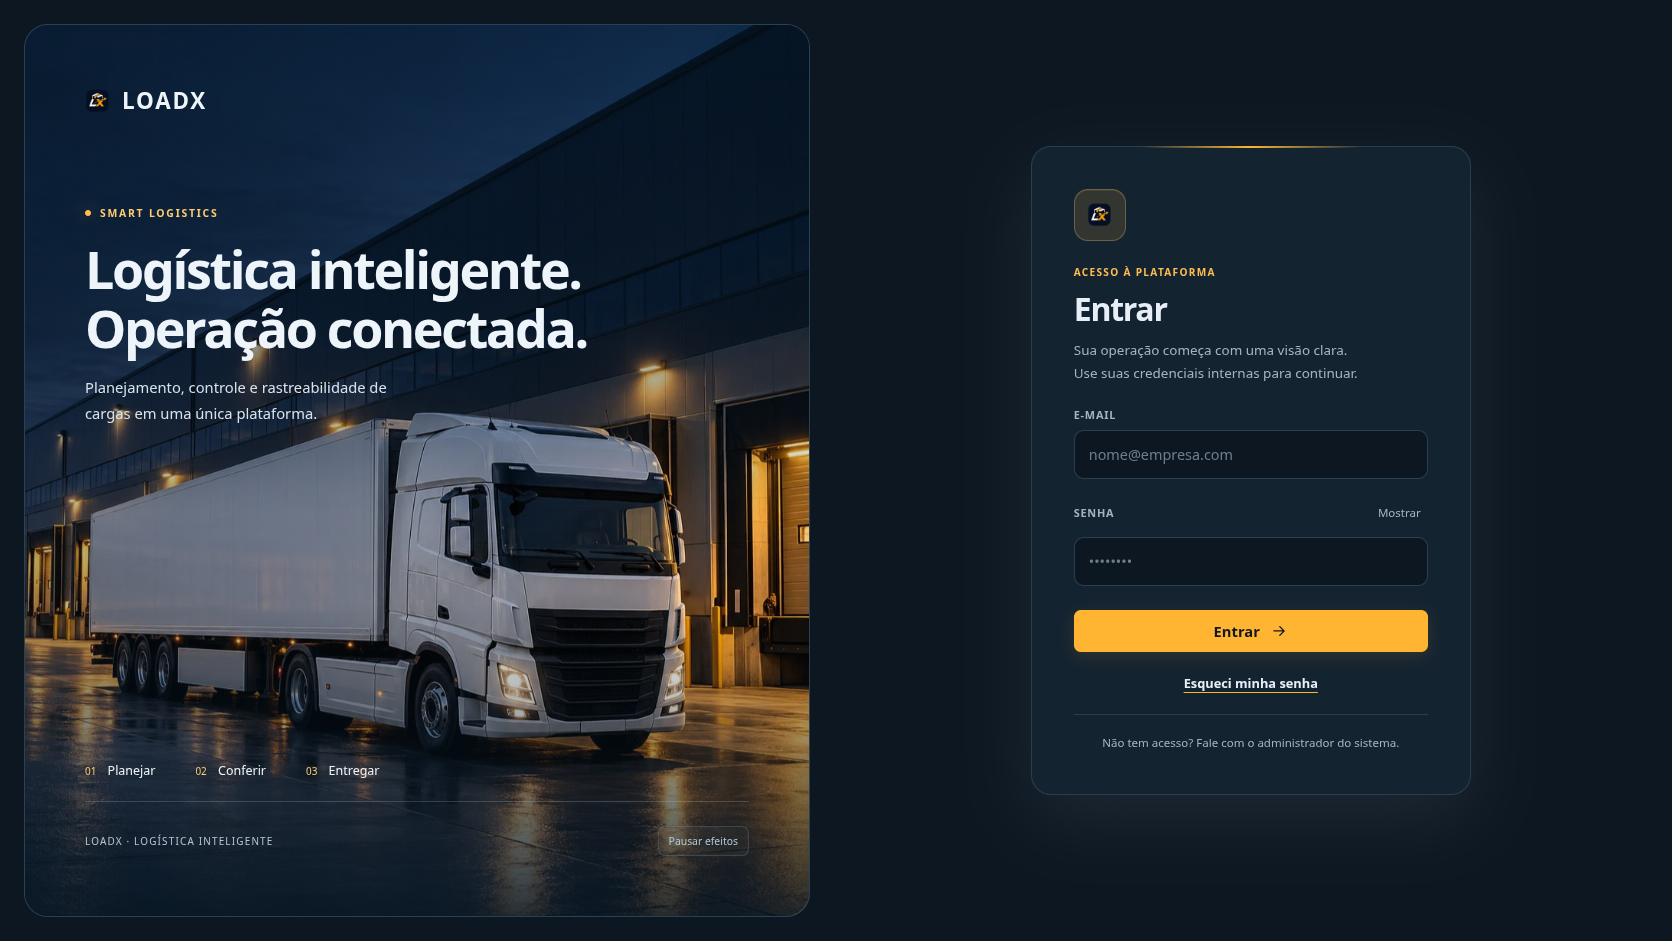 LOADX
SMART LOGISTICS
Logística inteligente.
Operação conectada.
Planejamento, controle e rastreabilidade de
cargas em uma única plataforma.
01 Planejar 02 Conferir 03 Entregar
LOADX · LOGÍSTICA INTELIGENTE
Pausar efeitos
Lx
ACESSO À PLATAFORMA
Entrar
Sua operação começa com uma visão clara.
Use suas credenciais internas para continuar.
E-MAIL
nome@empresa.com
SENHA
Mostrar
••••••••
Entrar →
Esqueci minha senha
Não tem acesso? Fale com o administrador do sistema.